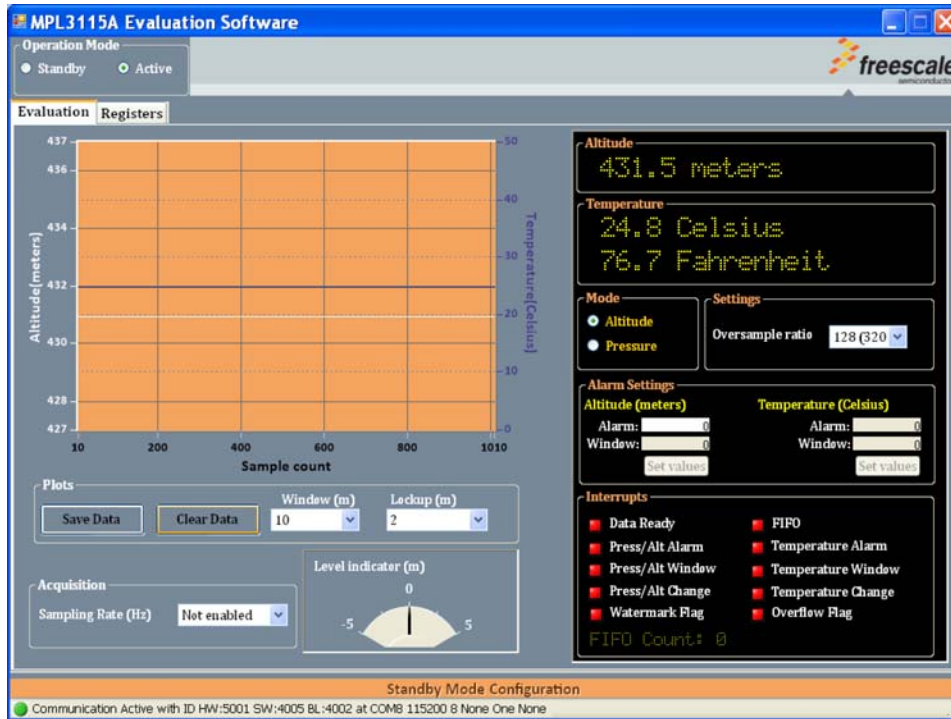 MPL3115A Evaluation Software
Operation Mode
Standby Active
freescale
semiconductor
Evaluation Registers
437
436
434
432
430
428
427
Altitude(meters)
50
40
30
20
10
0
Temperature(Celsius)
10 200 400 600 800 1010
Sample count
Plots
Save Data Clear Data
Window (m)
10
Lockup (m)
2
Acquisition
Sampling Rate (Hz) Not enabled
Level indicator (m)
0
-5 5
Altitude
431.5 meters
Temperature
24.8 Celsius
76.7 Fahrenheit
Mode
Altitude
Pressure
Settings
Oversample ratio 128 (320
Alarm Settings
Altitude (meters)
Alarm: 0
Window: 0
Set values
Temperature (Celsius)
Alarm: 0
Window: 0
Set values
Interrupts
Data Ready FIFO
Press/Alt Alarm Temperature Alarm
Press/Alt Window Temperature Window
Press/Alt Change Temperature Change
Watermark Flag Overflow Flag
FIFO Count: 0
Standby Mode Configuration
Communication Active with ID HW:5001 SW:4005 BL:4002 at COM8 115200 8 None One None